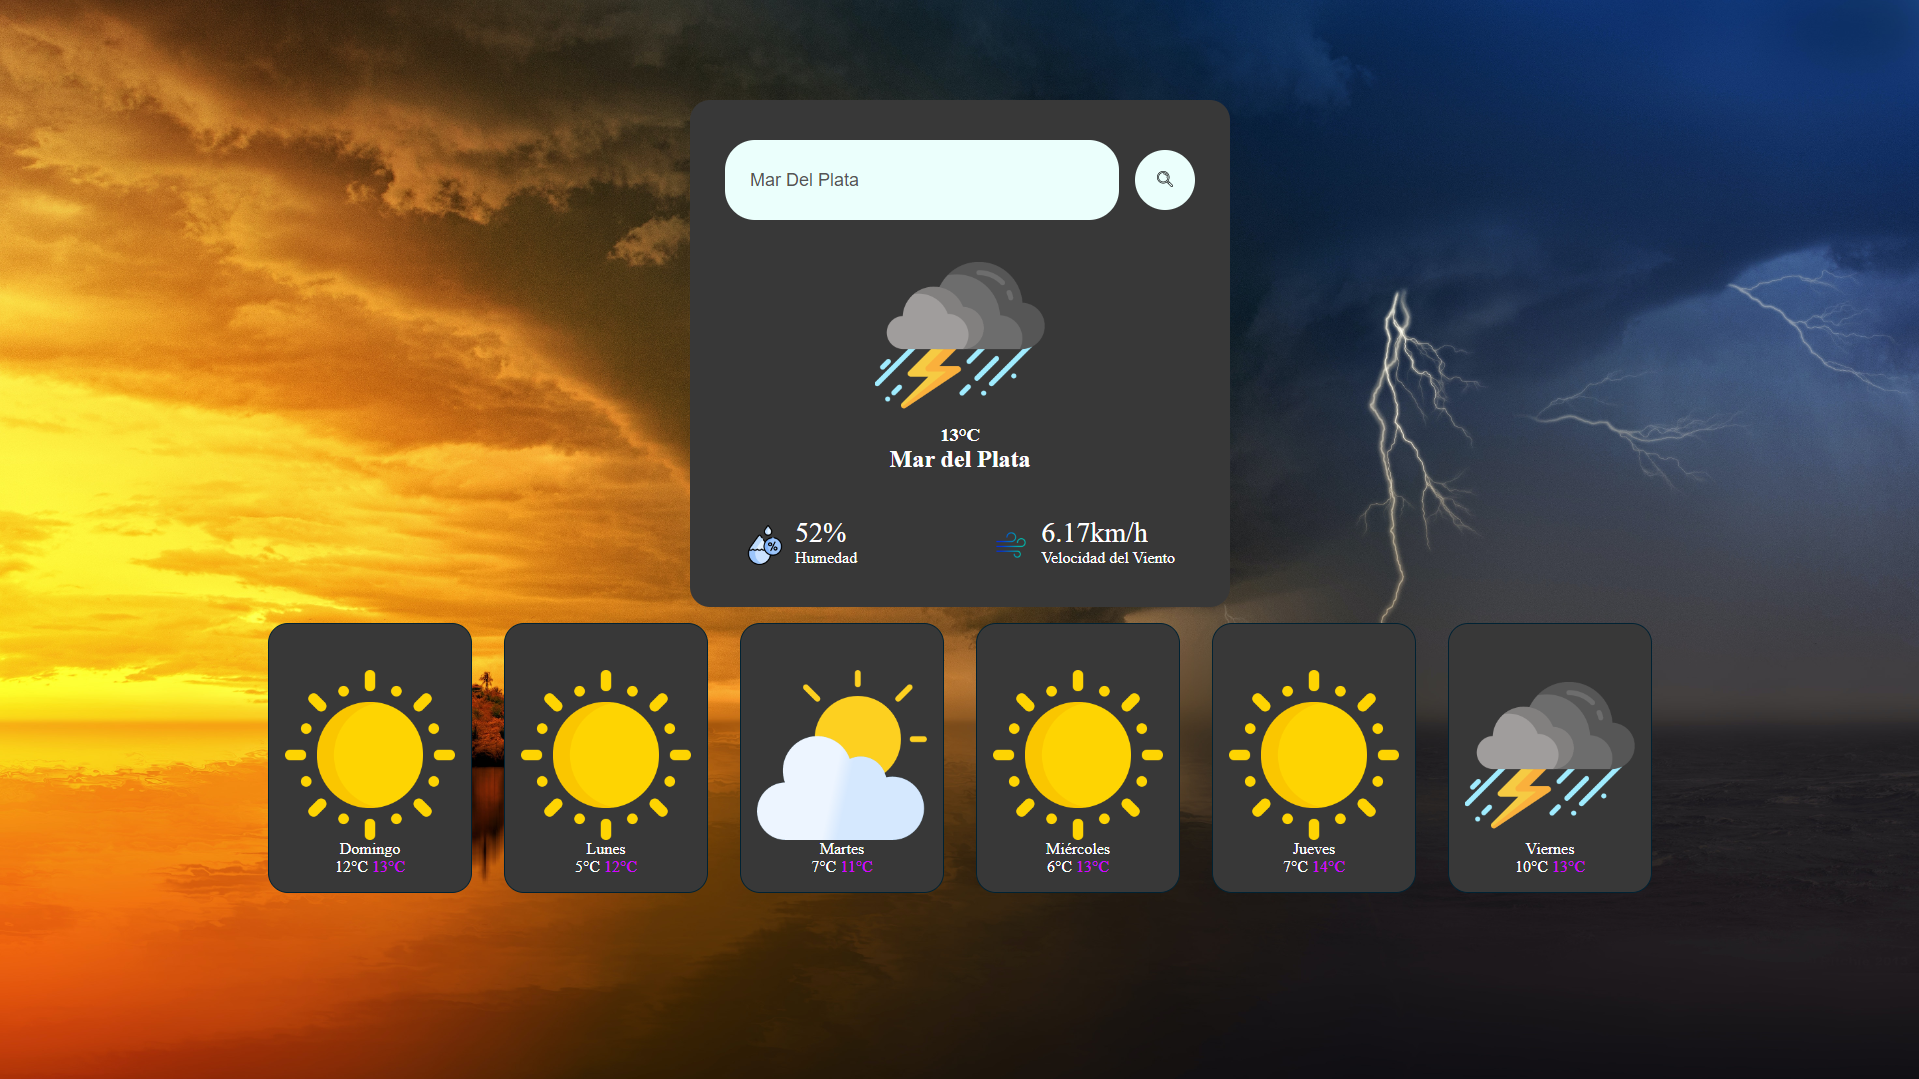 Mar Del Plata
13°C
Mar del Plata
%
52%
Humedad
6.17km/h
Velocidad del Viento
Domingo
12°C 13°C
Lunes
5°C 12°C
Martes
7°C 11°C
Miércoles
6°C 13°C
Jueves
7°C 14°C
Viernes
10°C 13°C